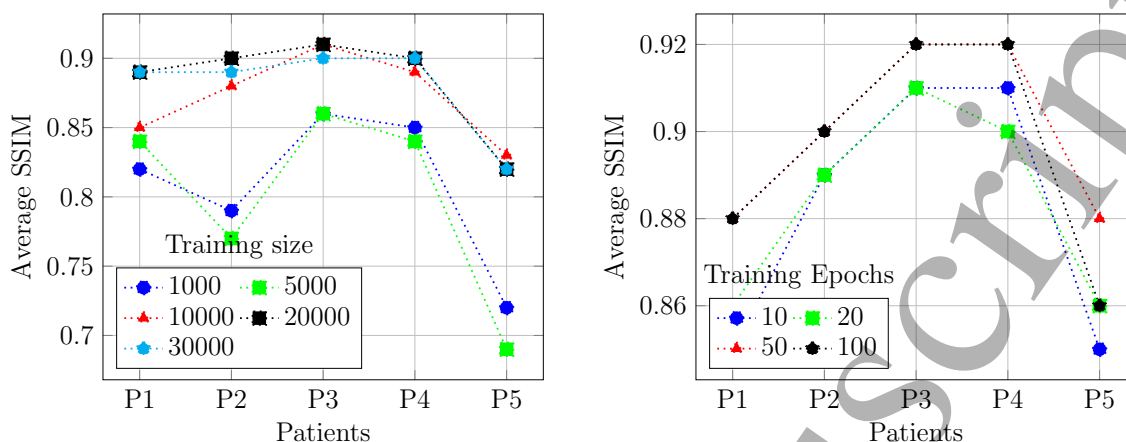 0.9
0.85
0.8
0.75
0.7
Average SSIM
Training size
1000 5000
10000 20000
30000
P1 P2 P3 P4 P5
Patients
0.92
0.9
0.88
0.86
Average SSIM
Training Epochs
10 20
50 100
P1 P2 P3 P4 P5
Patients